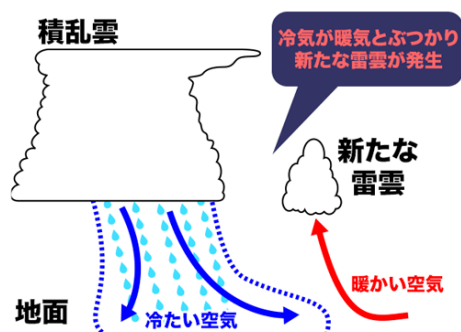 積乱雲
冷気が暖気とぶつかり
新たな雷雲が発生
新たな
雷雲
暖かい空気
冷たい空気
地面